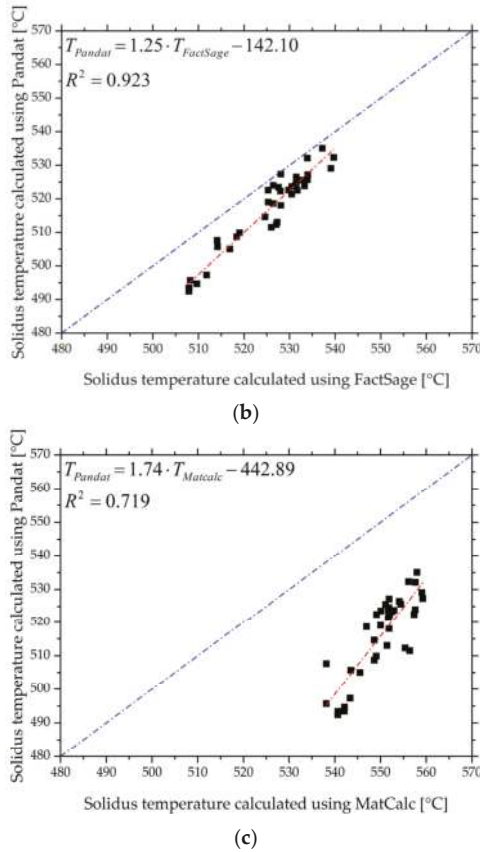 Solidus temperature calculated using Pandat [°C]
570
560
550
540
530
520
510
500
490
480
T_Pandat = 1.25 · T_FactSage − 142.10
R² = 0.923
480 490 500 510 520 530 540 550 560 570
Solidus temperature calculated using FactSage [°C]
(b)
Solidus temperature calculated using Pandat [°C]
570
560
550
540
530
520
510
500
490
480
T_Pandat = 1.74 · T_Matcalc − 442.89
R² = 0.719
480 490 500 510 520 530 540 550 560 570
Solidus temperature calculated using MatCalc [°C]
(c)